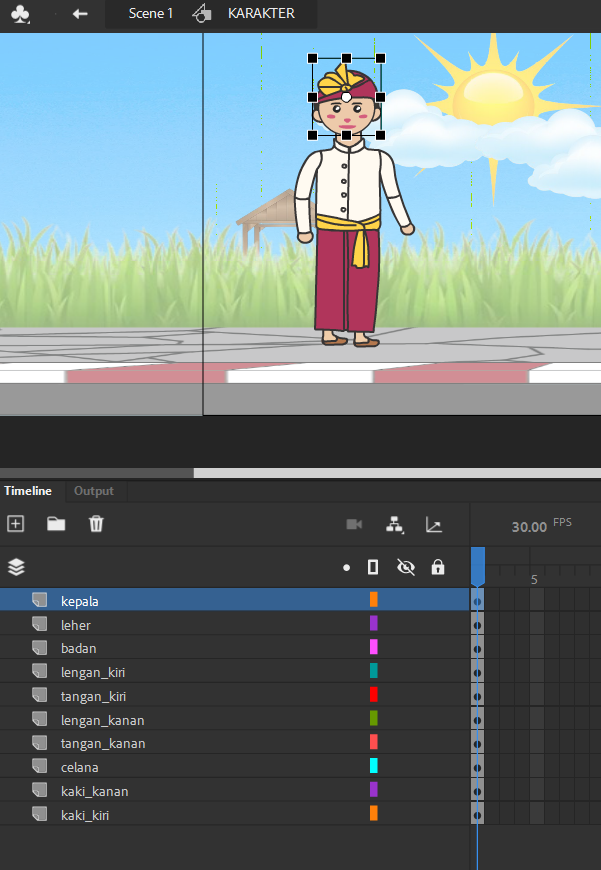 Scene 1 KARAKTER
Timeline Output
30.00 FPS
5
kepala
leher
badan
lengan_kiri
tangan_kiri
lengan_kanan
tangan_kanan
celana
kaki_kanan
kaki_kiri